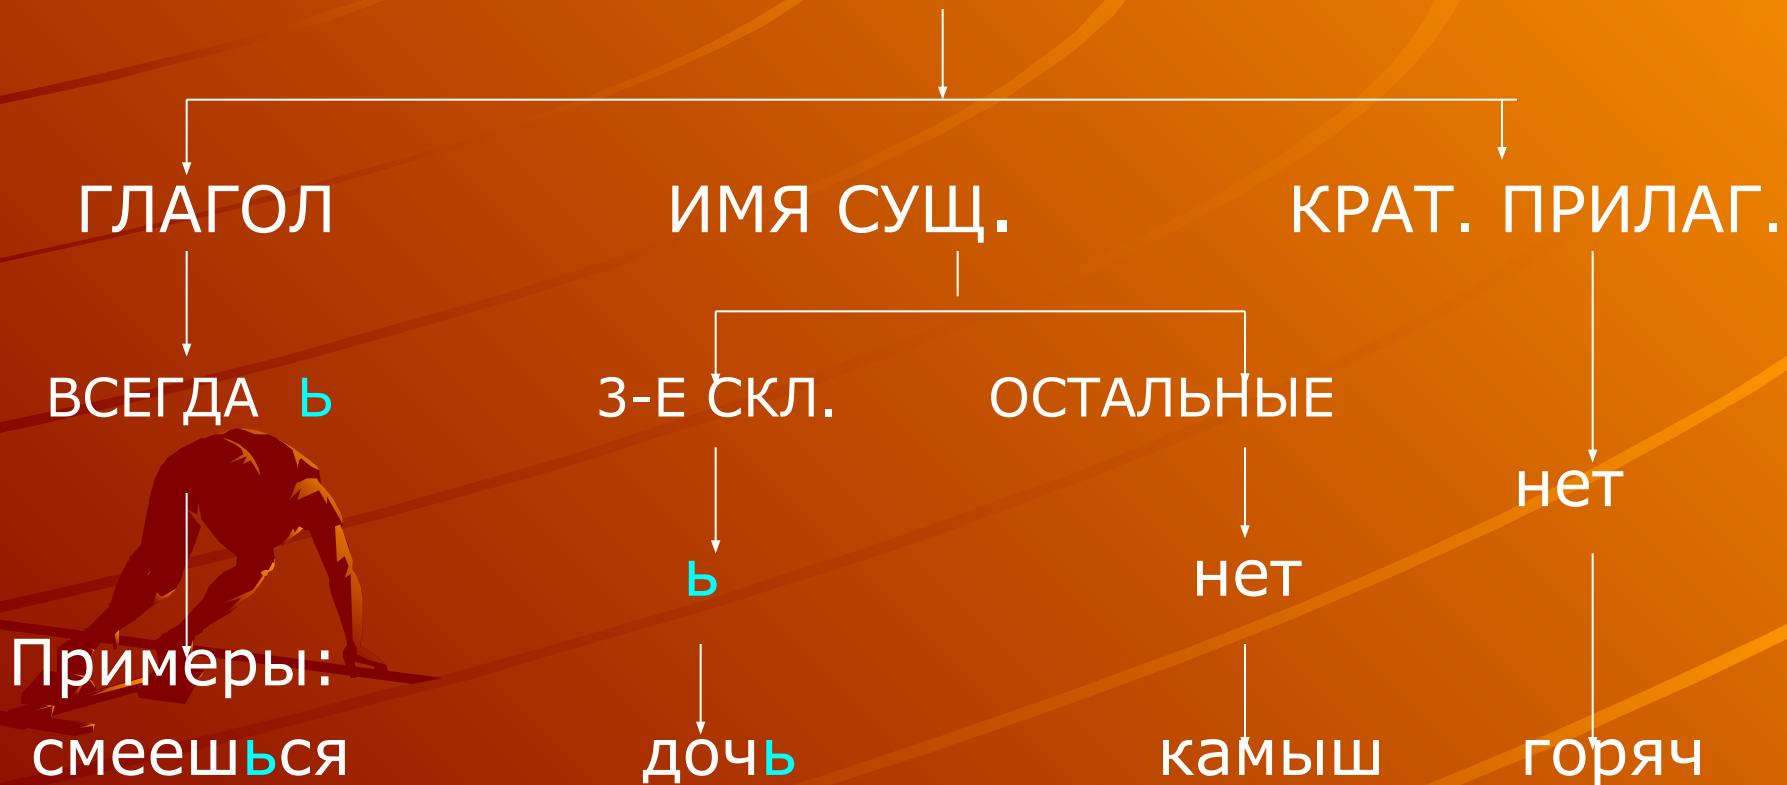 ГЛАГОЛ ИМЯ СУЩ. КРАТ. ПРИЛАГ.
ВСЕГДА Ь 3-Е СКЛ. ОСТАЛЬНЫЕ
нет
ь нет
Примеры:
смеешься дочь камыш горяч